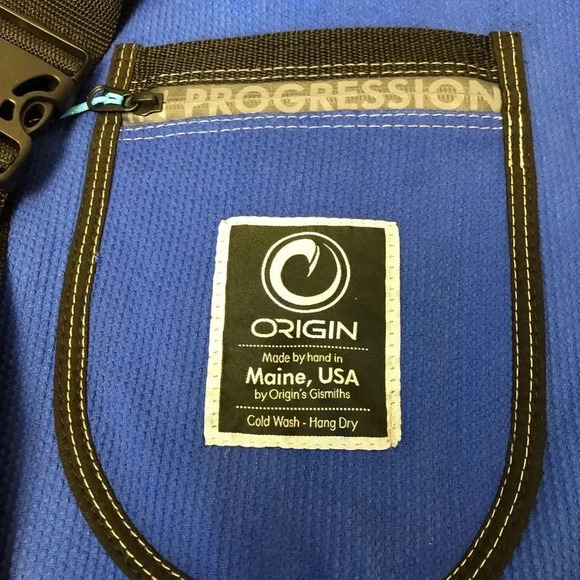 PROGRESSION
ORIGIN
Made by hand in
Maine, USA
by Origin's Gismiths
Cold Wash - Hang Dry